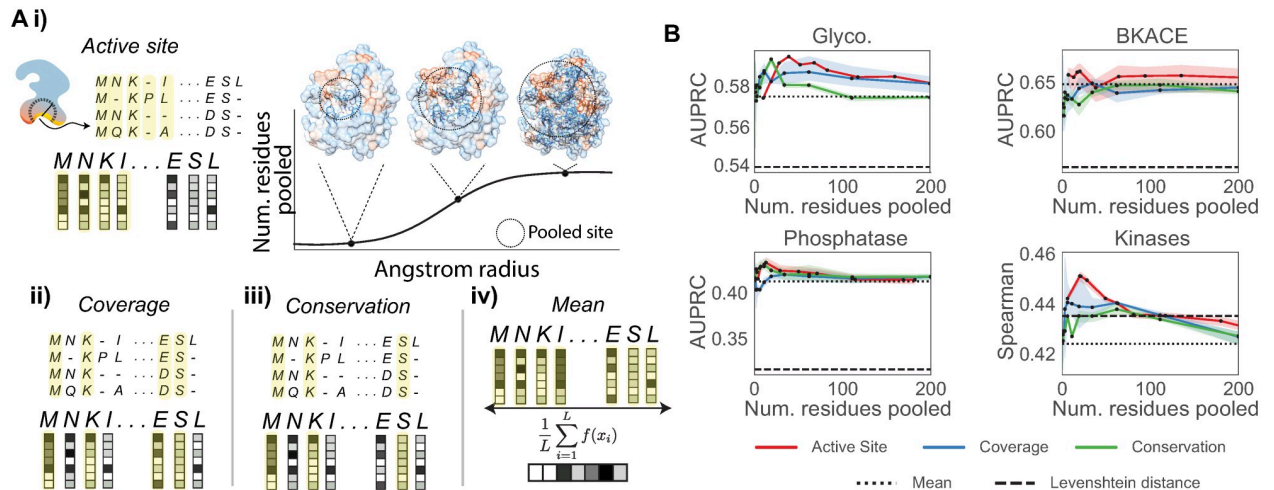 A i)
Active site
M N K - I ... E S L
M - K P L ... E S -
M N K - - ... D S -
M Q K - A ... D S -
M N K I ... E S L
Num. residues
pooled
Pooled site
Angstrom radius
ii) Coverage
M N K - I ... E S L
M - K P L ... E S -
M N K - - ... D S -
M Q K - A ... D S -
M N K I ... E S L
iii) Conservation
M N K - I ... E S L
M - K P L ... E S -
M N K - - ... D S -
M Q K - A ... D S -
M N K I ... E S L
iv) Mean
M N K I ... E S L
1/L ∑ i=1 L f(x_i)
B
Glyco.
AUPRC
0.58
0.56
0.54
0 100 200
Num. residues pooled
BKACE
AUPRC
0.65
0.60
0 100 200
Num. residues pooled
Phosphatase
AUPRC
0.40
0.35
0 100 200
Num. residues pooled
Kinases
Spearman
0.46
0.44
0.42
0 100 200
Num. residues pooled
Active Site Coverage Conservation
Mean Levenshtein distance